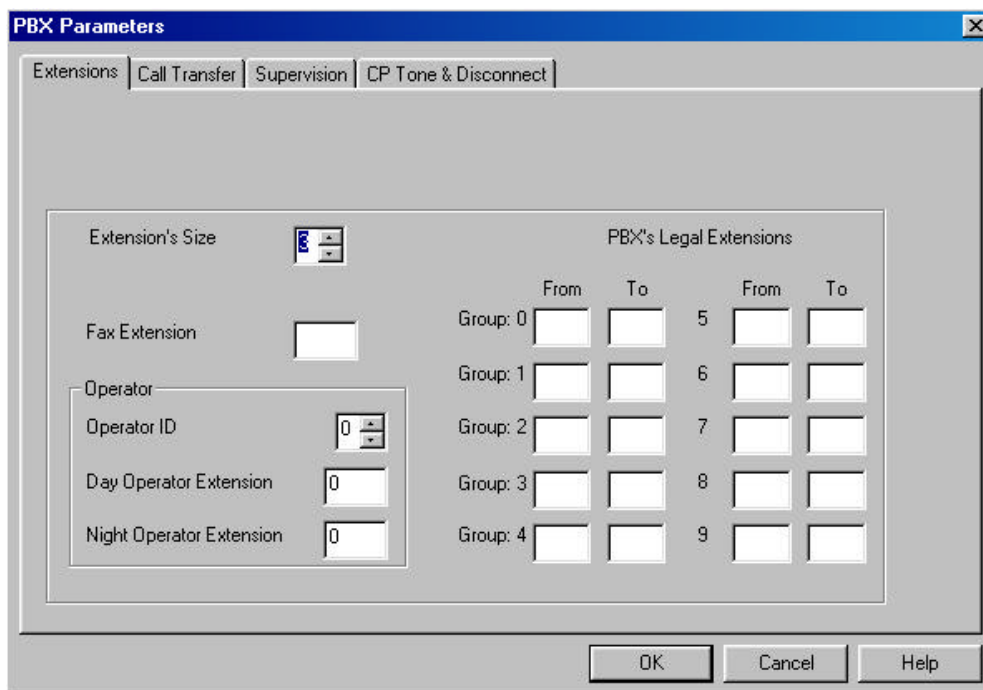 PBX Parameters
Extensions Call Transfer Supervision CP Tone & Disconnect
Extension's Size 3
Fax Extension
Operator
Operator ID 0
Day Operator Extension 0
Night Operator Extension 0
PBX's Legal Extensions
From To From To
Group: 0 5
Group: 1 6
Group: 2 7
Group: 3 8
Group: 4 9
OK Cancel Help